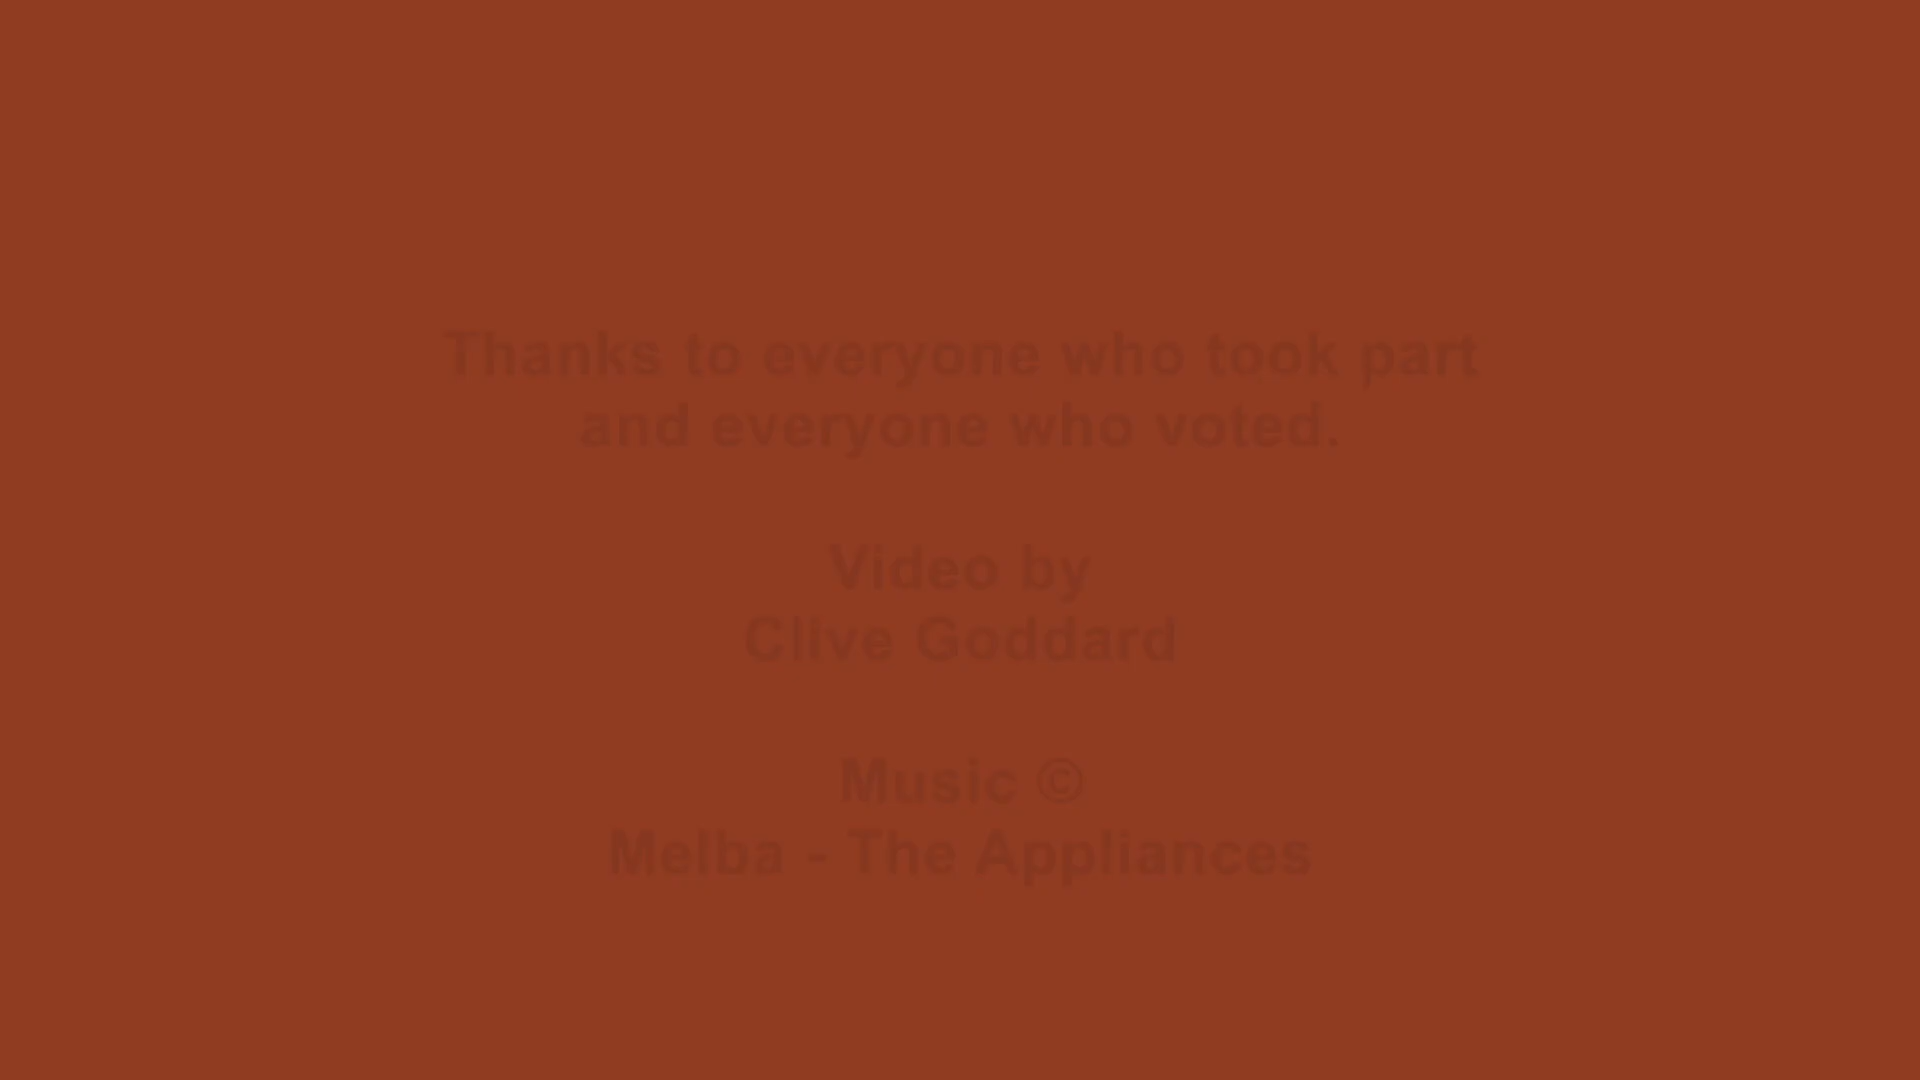 Thanks to everyone who took part
and everyone who voted.
Video by
Clive Goddard
Music ©
Melba - The Appliances